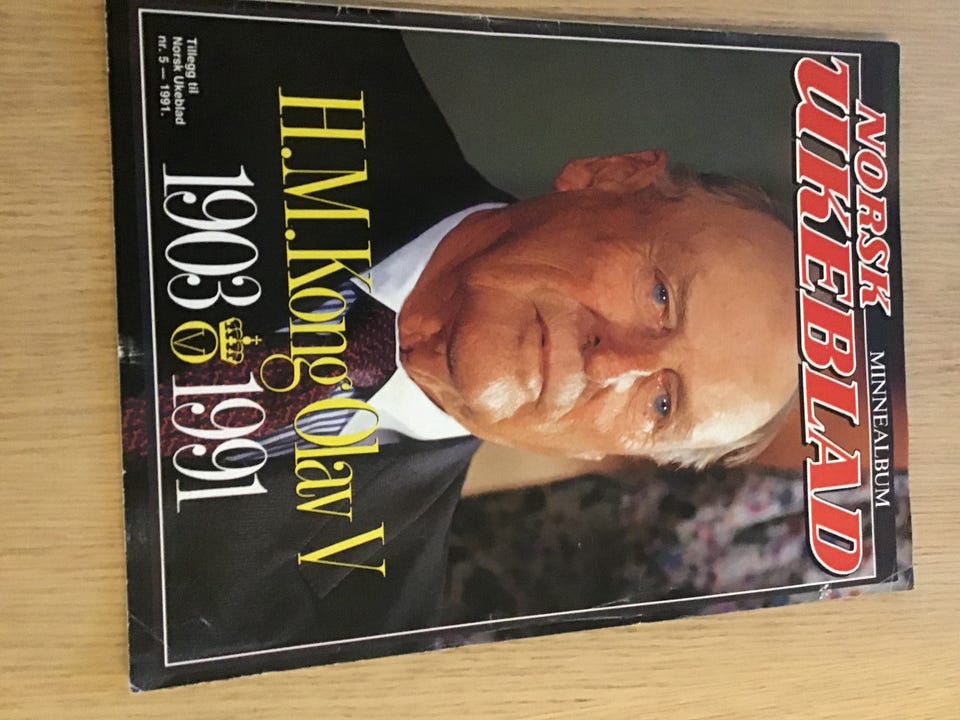 NORSK MINNEALBUM
UKEBLAD
H.M.Kong Olav V
1903 1991
Tillegg til
Norsk Ukeblad
nr. 5 — 1991.